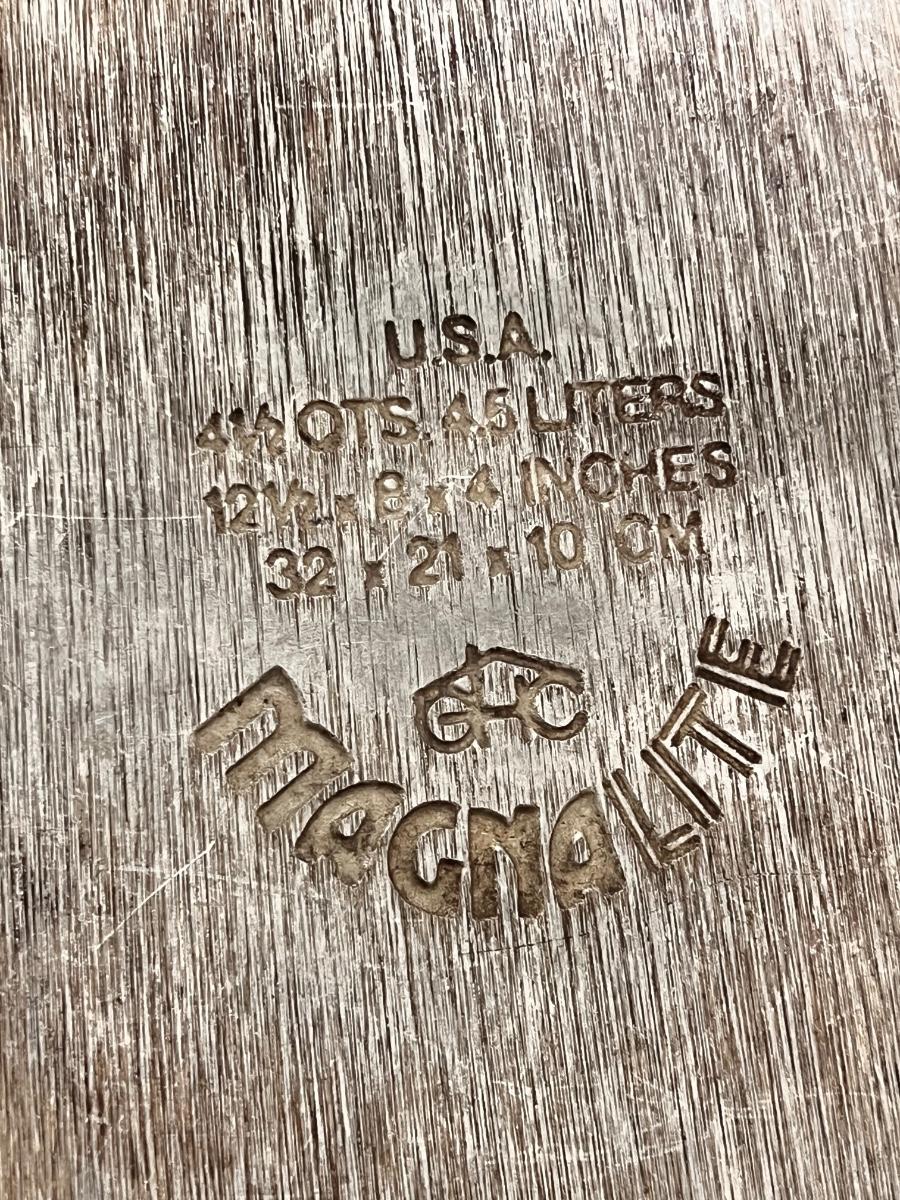 U.S.A.
4½ QTS. 4.5 LITERS
12½ x 8 x 4 INCHES
32 x 21 x 10 CM
GHC
MAGNALITE